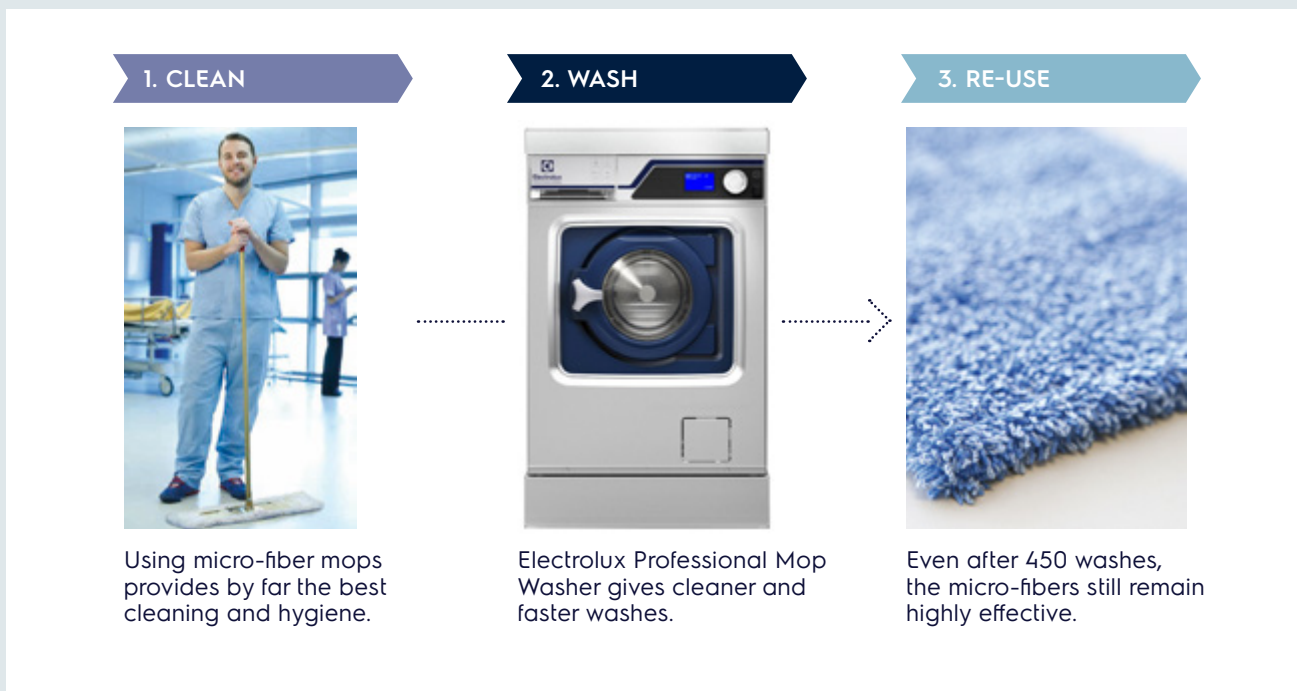 1. CLEAN
2. WASH
3. RE-USE
Electrolux
Using micro-fiber mops
provides by far the best
cleaning and hygiene.
Electrolux Professional Mop
Washer gives cleaner and
faster washes.
Even after 450 washes,
the micro-fibers still remain
highly effective.